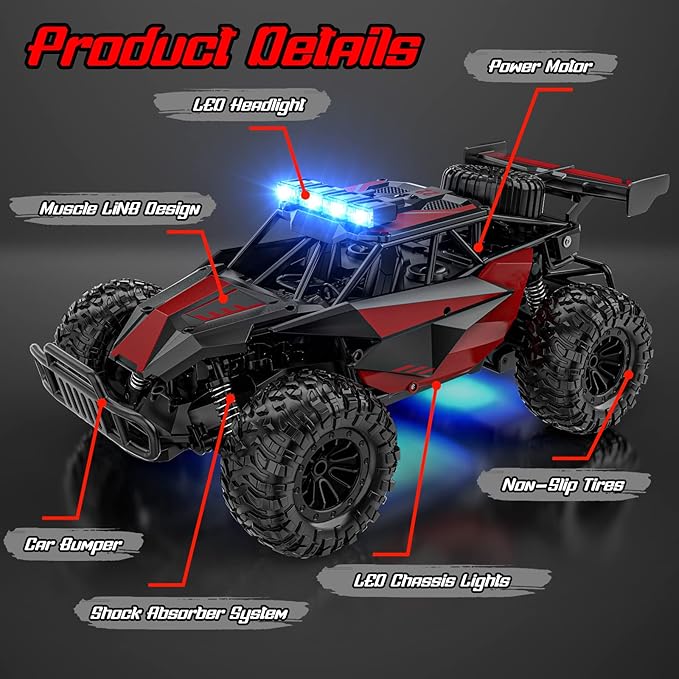 Product Details
Power Motor
LED Headlight
Muscle LiN8 Design
Non-Slip Tires
Car Bumper
LED Chassis Lights
Shock Absorber System